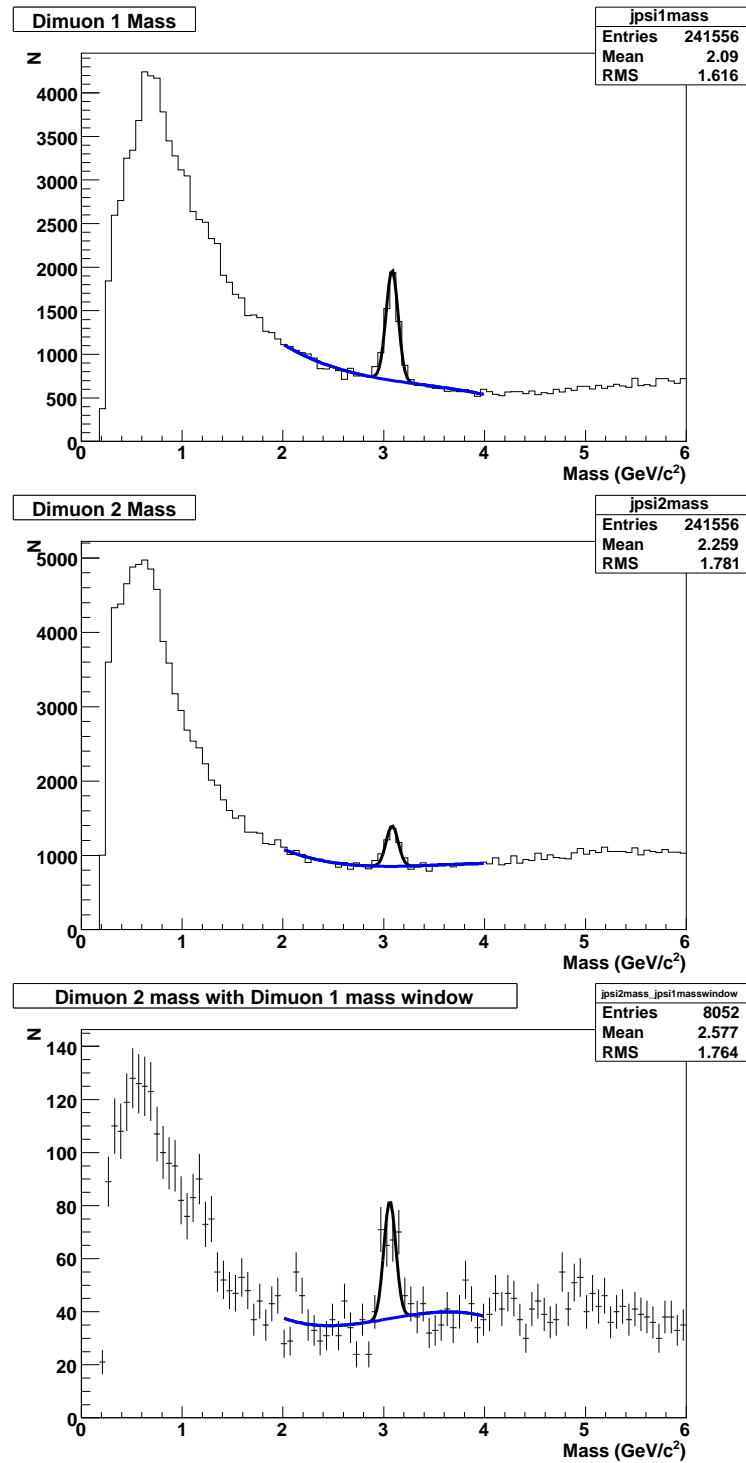 Dimuon 1 Mass
jpsi1mass
Entries 241556
Mean 2.09
RMS 1.616
N
4000
3500
3000
2500
2000
1500
1000
500
0
0 1 2 3 4 5 6
Mass (GeV/c²)
Dimuon 2 Mass
jpsi2mass
Entries 241556
Mean 2.259
RMS 1.781
N
5000
4000
3000
2000
1000
0
0 1 2 3 4 5 6
Mass (GeV/c²)
Dimuon 2 mass with Dimuon 1 mass window
jpsi2mass_jpsi1masswindow
Entries 8052
Mean 2.577
RMS 1.764
N
140
120
100
80
60
40
20
0
0 1 2 3 4 5 6
Mass (GeV/c²)